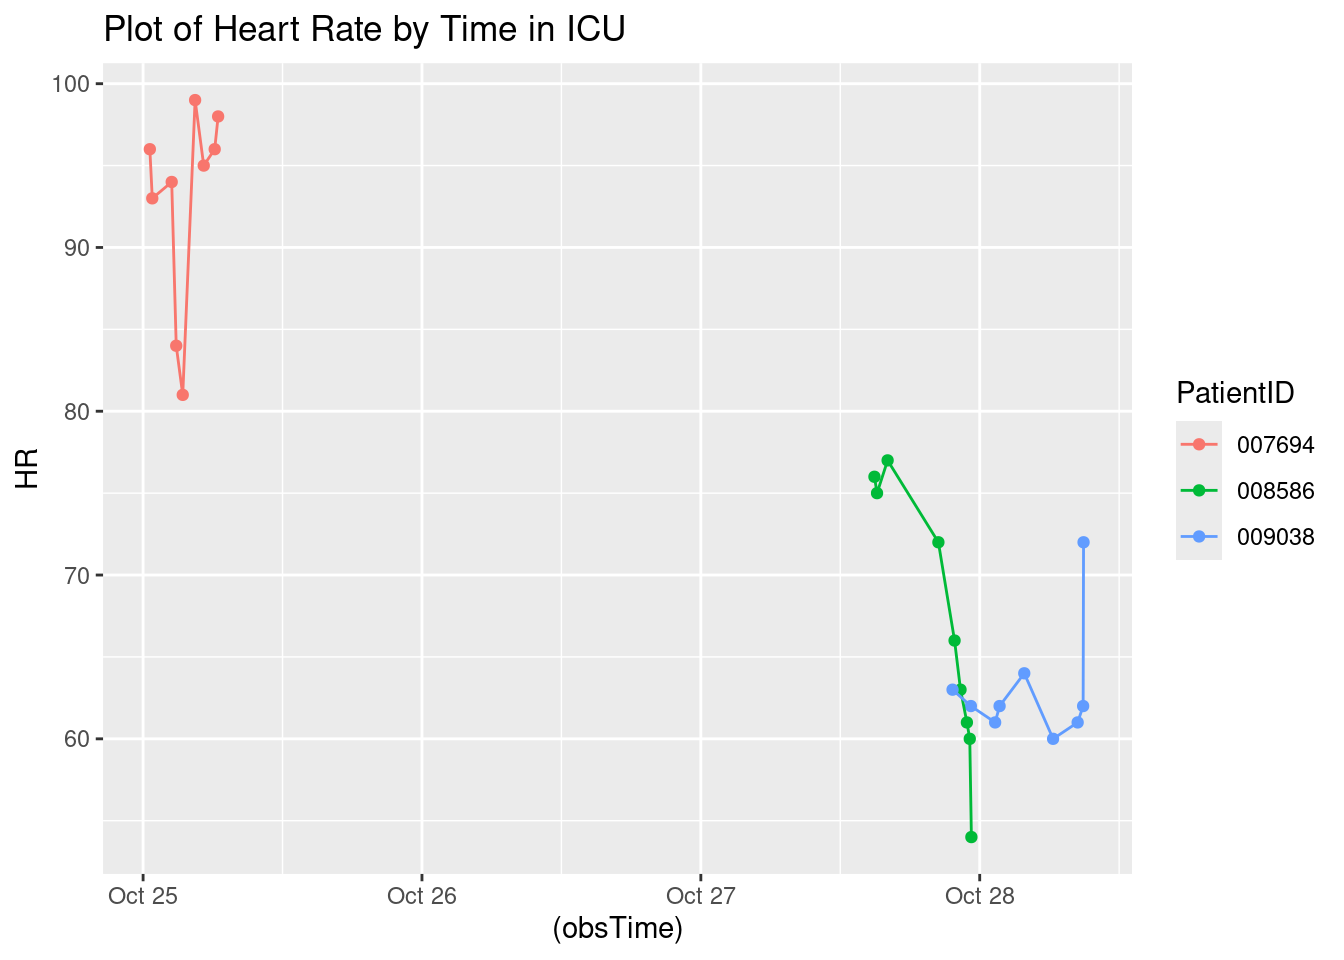 Plot of Heart Rate by Time in ICU
100
90
80
70
60
HR
Oct 25
Oct 26
Oct 27
Oct 28
(obsTime)
PatientID
007694
008586
009038